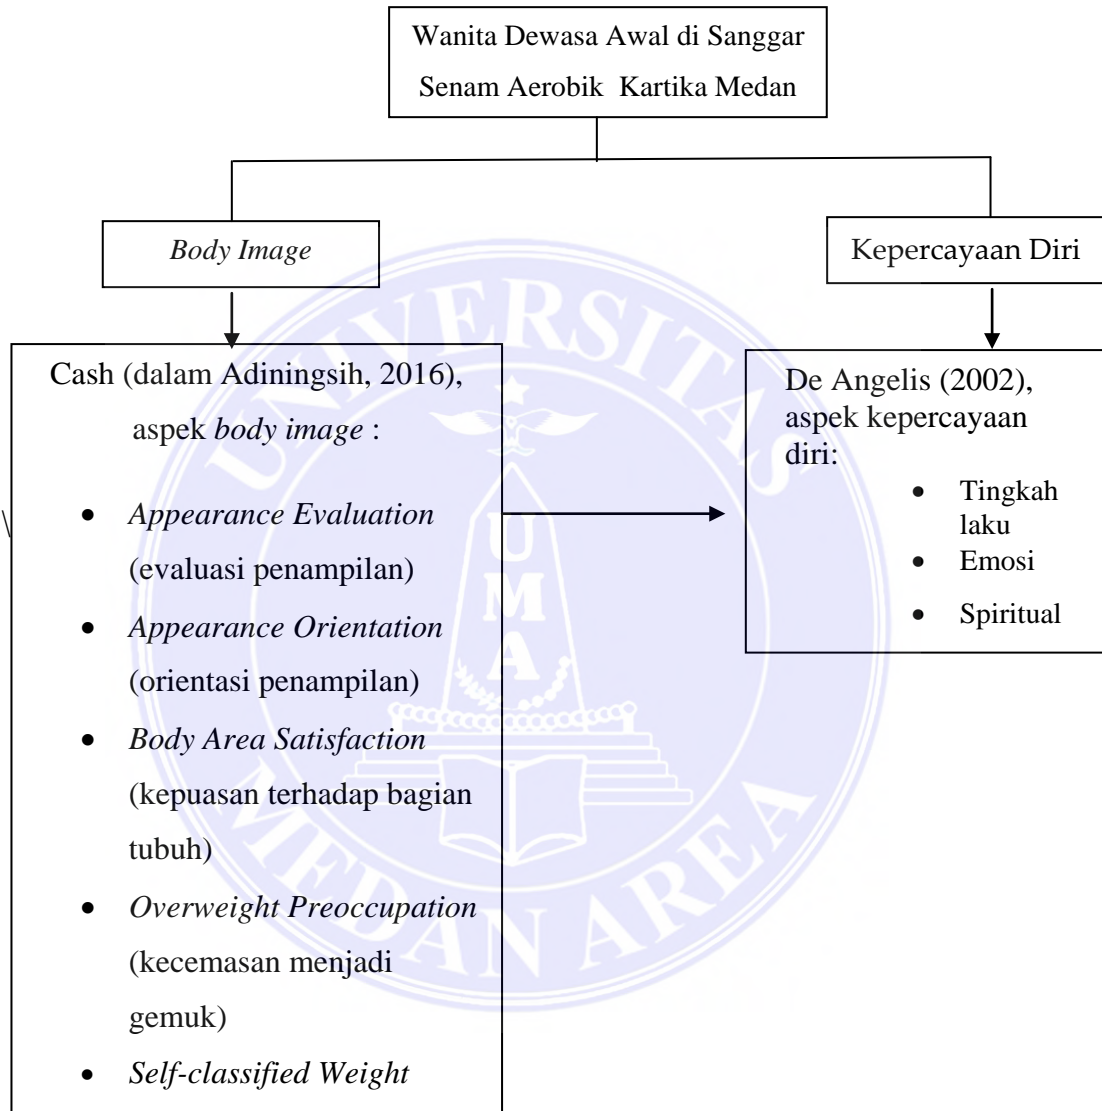 Wanita Dewasa Awal di Sanggar
Senam Aerobik Kartika Medan
Body Image
Kepercayaan Diri
Cash (dalam Adiningsih, 2016),
aspek body image :
• Appearance Evaluation
(evaluasi penampilan)
• Appearance Orientation
(orientasi penampilan)
• Body Area Satisfaction
(kepuasan terhadap bagian
tubuh)
• Overweight Preoccupation
(kecemasan menjadi
gemuk)
• Self-classified Weight
De Angelis (2002),
aspek kepercayaan
diri:
• Tingkah
laku
• Emosi
• Spiritual
\
UNIVERSITAS
MEDAN AREA
UMA